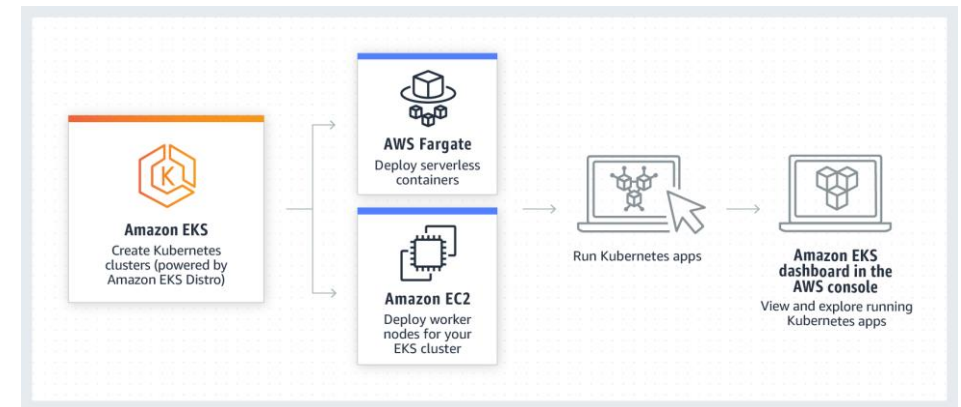 K
Amazon EKS
Create Kubernetes
clusters (powered by
Amazon EKS Distro)
AWS Fargate
Deploy serverless
containers
Amazon EC2
Deploy worker
nodes for your
EKS cluster
Run Kubernetes apps
Amazon EKS
dashboard in the
AWS console
View and explore running
Kubernetes apps